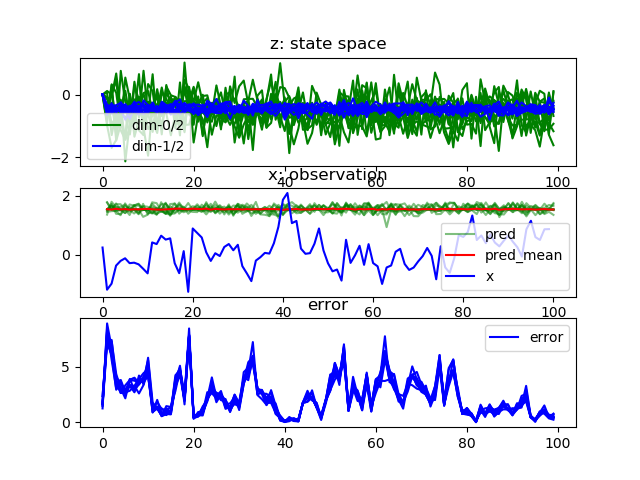 z: state space
0
−2
dim-0/2
dim-1/2
0
20
40
60
80
100
x: observation
2
0
pred
pred_mean
x
0
20
40
60
80
100
error
5
0
error
0
20
40
60
80
100